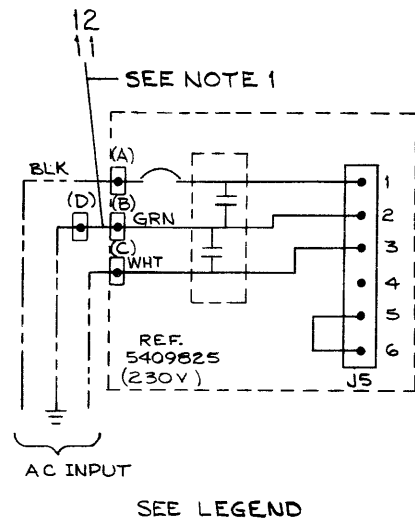 12
11
SEE NOTE 1
BLK
(A)
(D)
(B)
GRN
(C)
WHT
1
2
3
4
5
6
REF.
5409825
(230V)
J5
AC INPUT
SEE LEGEND